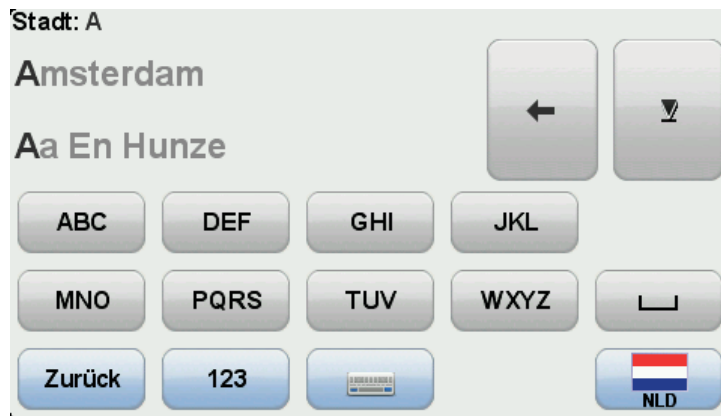 Stadt: A
Amsterdam
Aa En Hunze
ABC DEF GHI JKL
MNO PQRS TUV WXYZ
Zurück 123 NLD